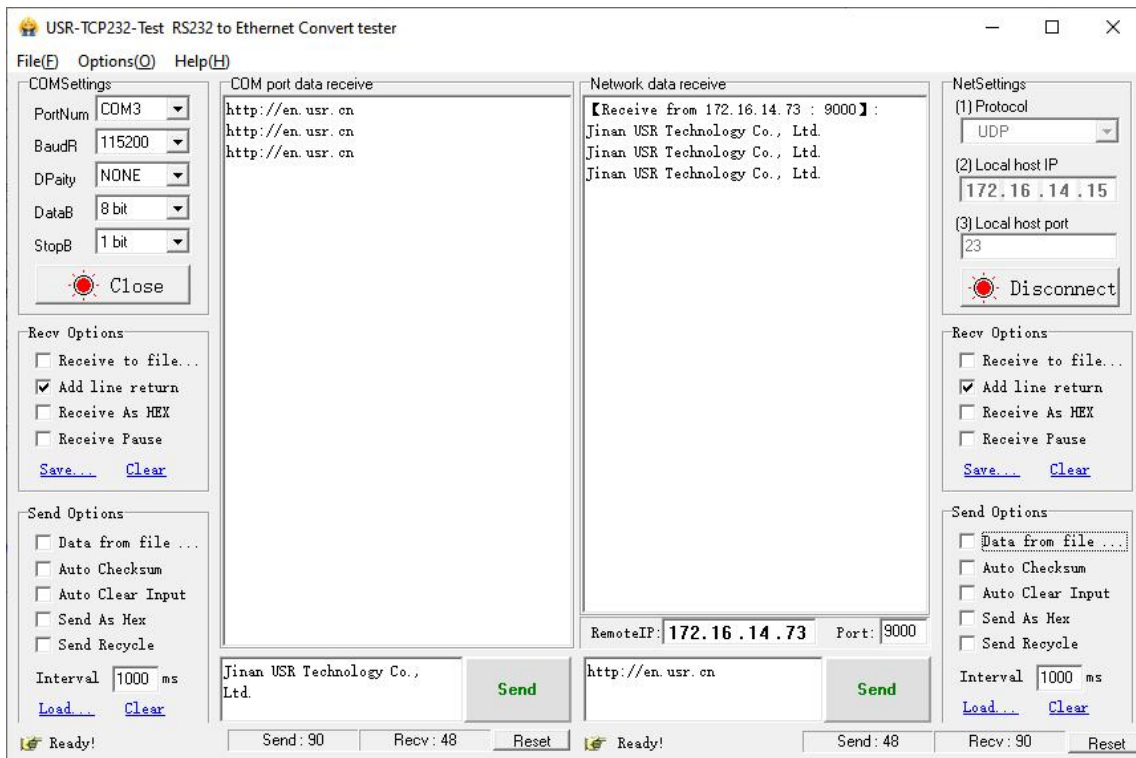 USR-TCP232-Test RS232 to Ethernet Convert tester
File(F) Options(O) Help(H)
COMSettings
PortNum COM3
BaudR 115200
DPaity NONE
DataB 8 bit
StopB 1 bit
Close
Recv Options
Receive to file...
Add line return
Receive As HEX
Receive Pause
Save... Clear
Send Options
Data from file ...
Auto Checksum
Auto Clear Input
Send As Hex
Send Recycle
Interval 1000 ms
Load... Clear
Ready!
COM port data receive
http://en.usr.cn
http://en.usr.cn
http://en.usr.cn
Jinan USR Technology Co.,
Ltd.
Send
Send : 90 Recv : 48 Reset
Network data receive
【Receive from 172.16.14.73 : 9000】:
Jinan USR Technology Co., Ltd.
Jinan USR Technology Co., Ltd.
Jinan USR Technology Co., Ltd.
RemoteIP: 172.16.14.73 Port: 9000
http://en.usr.cn
Send
Ready! Send : 48 Recv : 90 Reset
NetSettings
(1) Protocol
UDP
(2) Local host IP
172.16.14.15
(3) Local host port
23
Disconnect
Recv Options
Receive to file...
Add line return
Receive As HEX
Receive Pause
Save... Clear
Send Options
Data from file ...
Auto Checksum
Auto Clear Input
Send As Hex
Send Recycle
Interval 1000 ms
Load... Clear